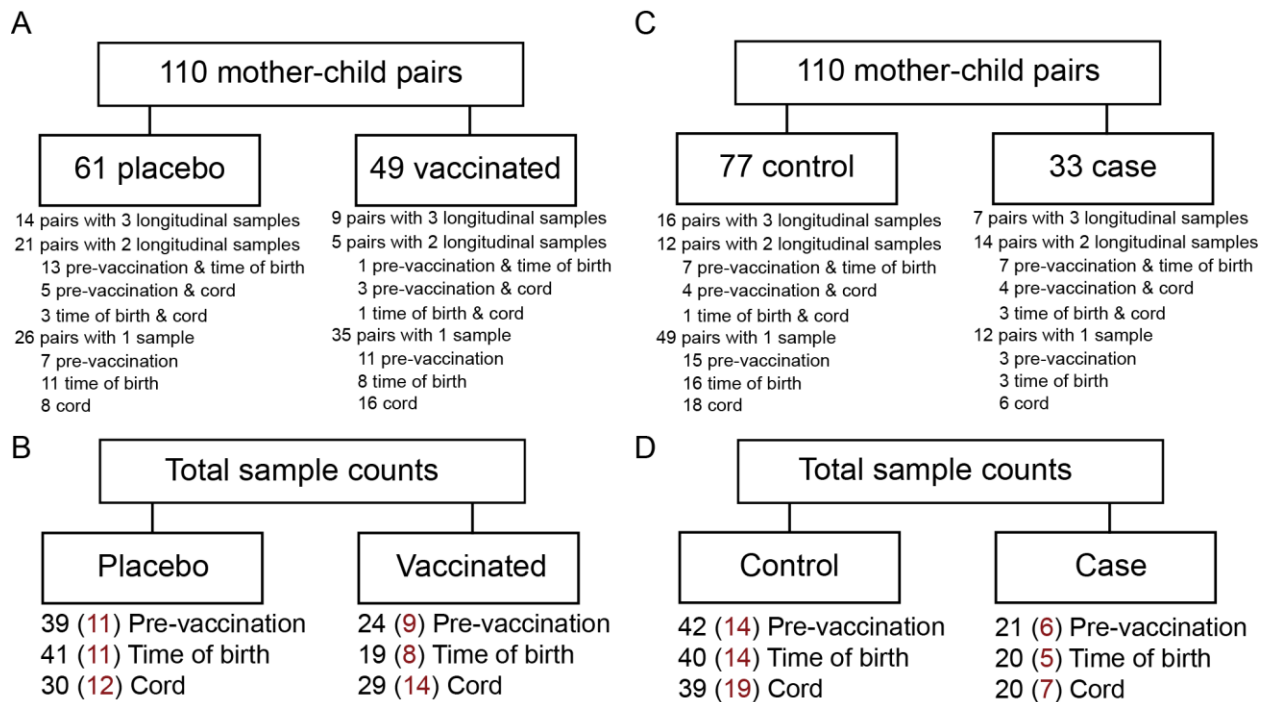 A
110 mother-child pairs
61 placebo
49 vaccinated
14 pairs with 3 longitudinal samples
21 pairs with 2 longitudinal samples
13 pre-vaccination & time of birth
5 pre-vaccination & cord
3 time of birth & cord
26 pairs with 1 sample
7 pre-vaccination
11 time of birth
8 cord
9 pairs with 3 longitudinal samples
5 pairs with 2 longitudinal samples
1 pre-vaccination & time of birth
3 pre-vaccination & cord
1 time of birth & cord
35 pairs with 1 sample
11 pre-vaccination
8 time of birth
16 cord
B
Total sample counts
Placebo
Vaccinated
39 (11) Pre-vaccination
41 (11) Time of birth
30 (12) Cord
24 (9) Pre-vaccination
19 (8) Time of birth
29 (14) Cord
C
110 mother-child pairs
77 control
33 case
16 pairs with 3 longitudinal samples
12 pairs with 2 longitudinal samples
7 pre-vaccination & time of birth
4 pre-vaccination & cord
1 time of birth & cord
49 pairs with 1 sample
15 pre-vaccination
16 time of birth
18 cord
7 pairs with 3 longitudinal samples
14 pairs with 2 longitudinal samples
7 pre-vaccination & time of birth
4 pre-vaccination & cord
3 time of birth & cord
12 pairs with 1 sample
3 pre-vaccination
3 time of birth
6 cord
D
Total sample counts
Control
Case
42 (14) Pre-vaccination
40 (14) Time of birth
39 (19) Cord
21 (6) Pre-vaccination
20 (5) Time of birth
20 (7) Cord